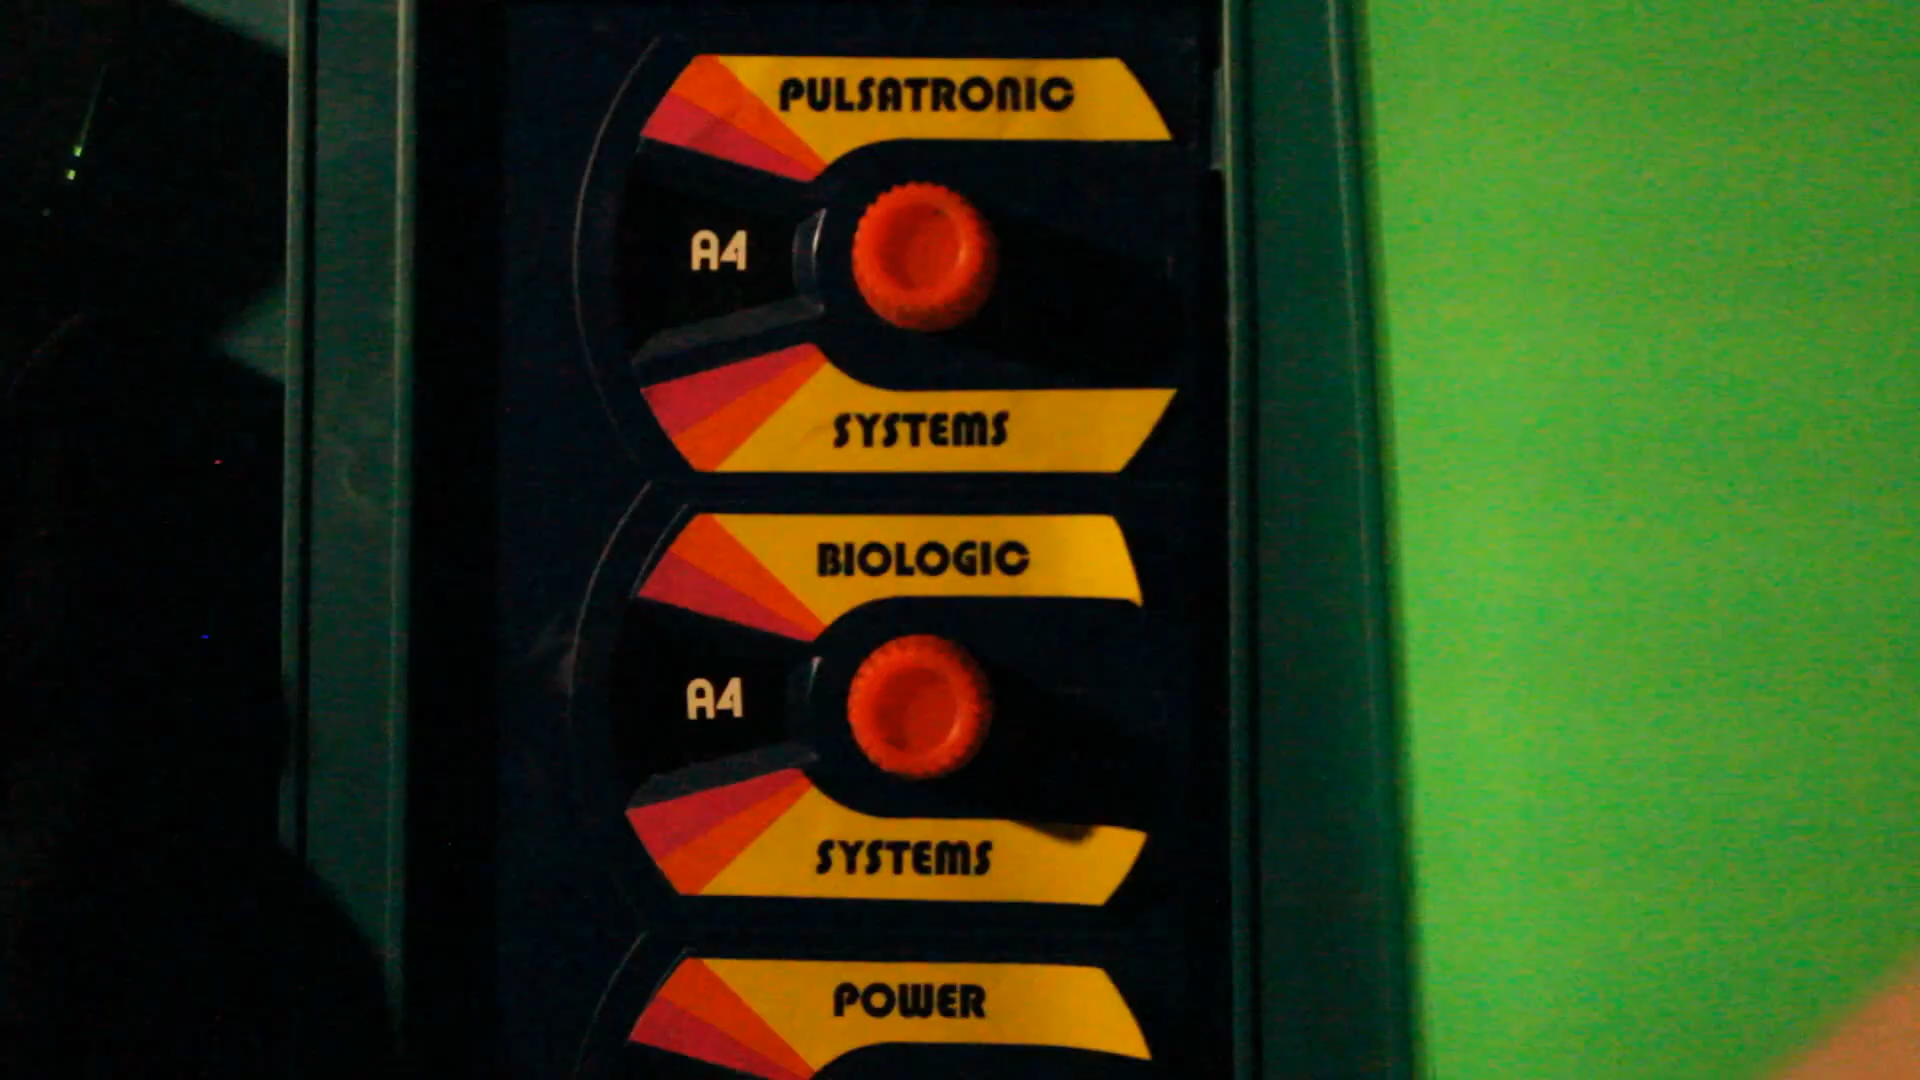 PULSATRONIC
A4
SYSTEMS
BIOLOGIC
A4
SYSTEMS
POWER